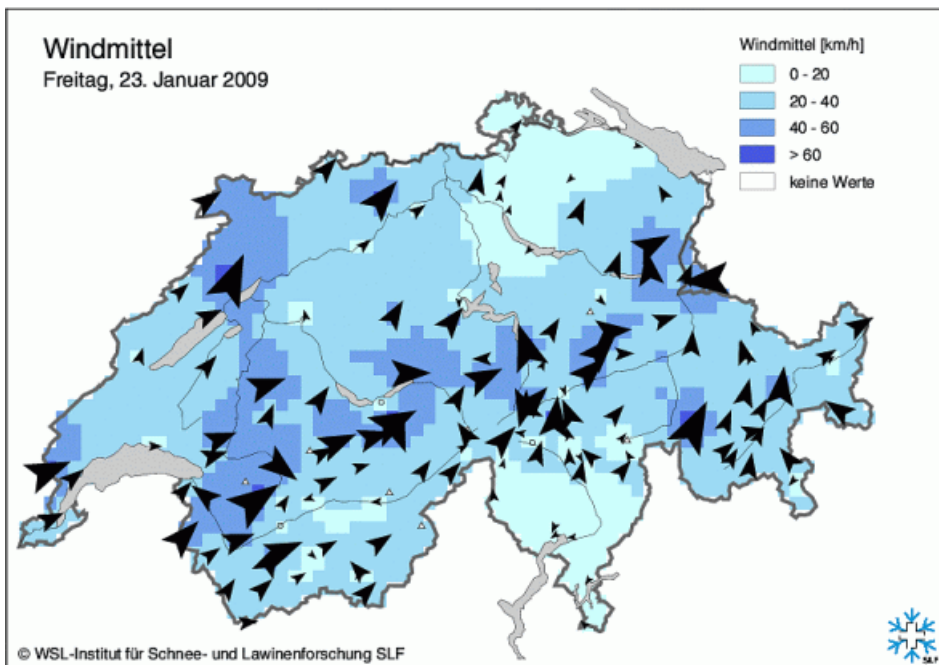 Windmittel
Freitag, 23. Januar 2009
Windmittel [km/h]
0 - 20
20 - 40
40 - 60
> 60
keine Werte
© WSL-Institut für Schnee- und Lawinenforschung SLF
SLF